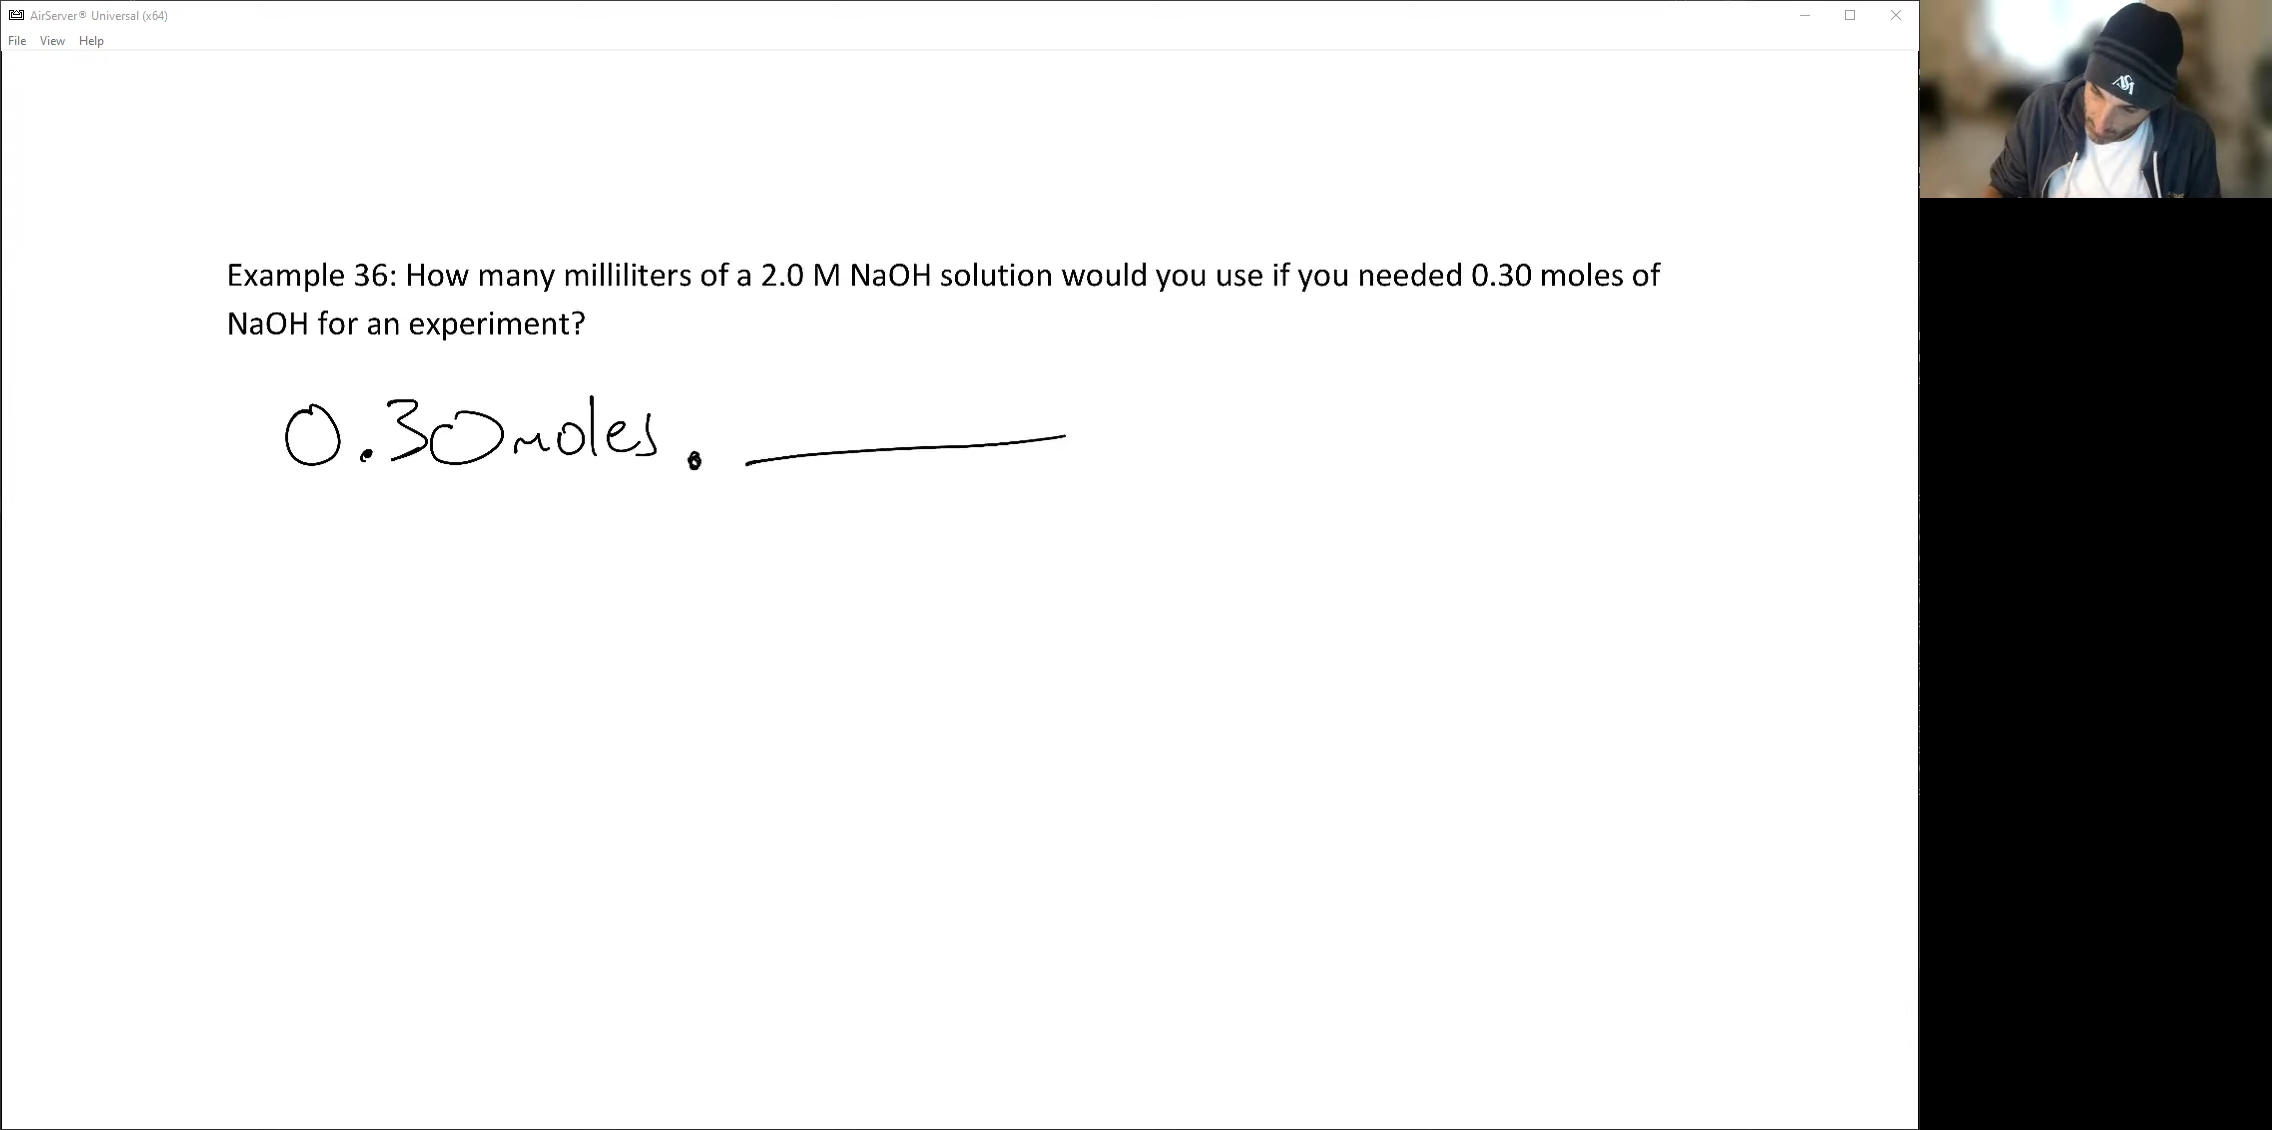 AirServer® Universal (x64)
File View Help
Example 36: How many milliliters of a 2.0 M NaOH solution would you use if you needed 0.30 moles of
NaOH for an experiment?
0.30 moles .